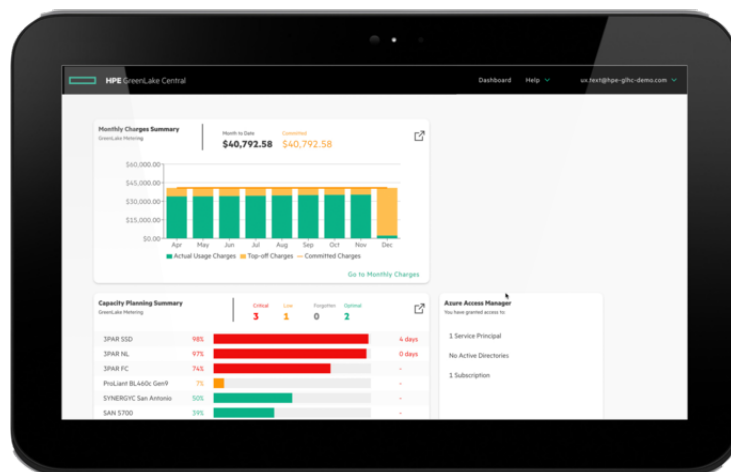 HPE GreenLake Central
Dashboard
Help
ux.text@hpe-glhc-demo.com
Monthly Charges Summary
GreenLake Metering
Month to Date
$40,792.58
Committed
$40,792.58
$60,000.00
$45,000.00
$30,000.00
$15,000.00
$0.00
Apr May Jun Jul Aug Sep Oct Nov Dec
Actual Usage Charges Top-off Charges Committed Charges
Go to Monthly Charges
Capacity Planning Summary
GreenLake Metering
Critical
3
Low
1
Forgotten
0
Optimal
2
3PAR SSD 98% 4 days
3PAR NL 97% 0 days
3PAR FC 74% -
ProLiant BL460c Gen9 7% -
SYNERGYC San Antonio 50% -
SAN S700 39% -
Azure Access Manager
You have granted access to:
1 Service Principal
No Active Directories
1 Subscription